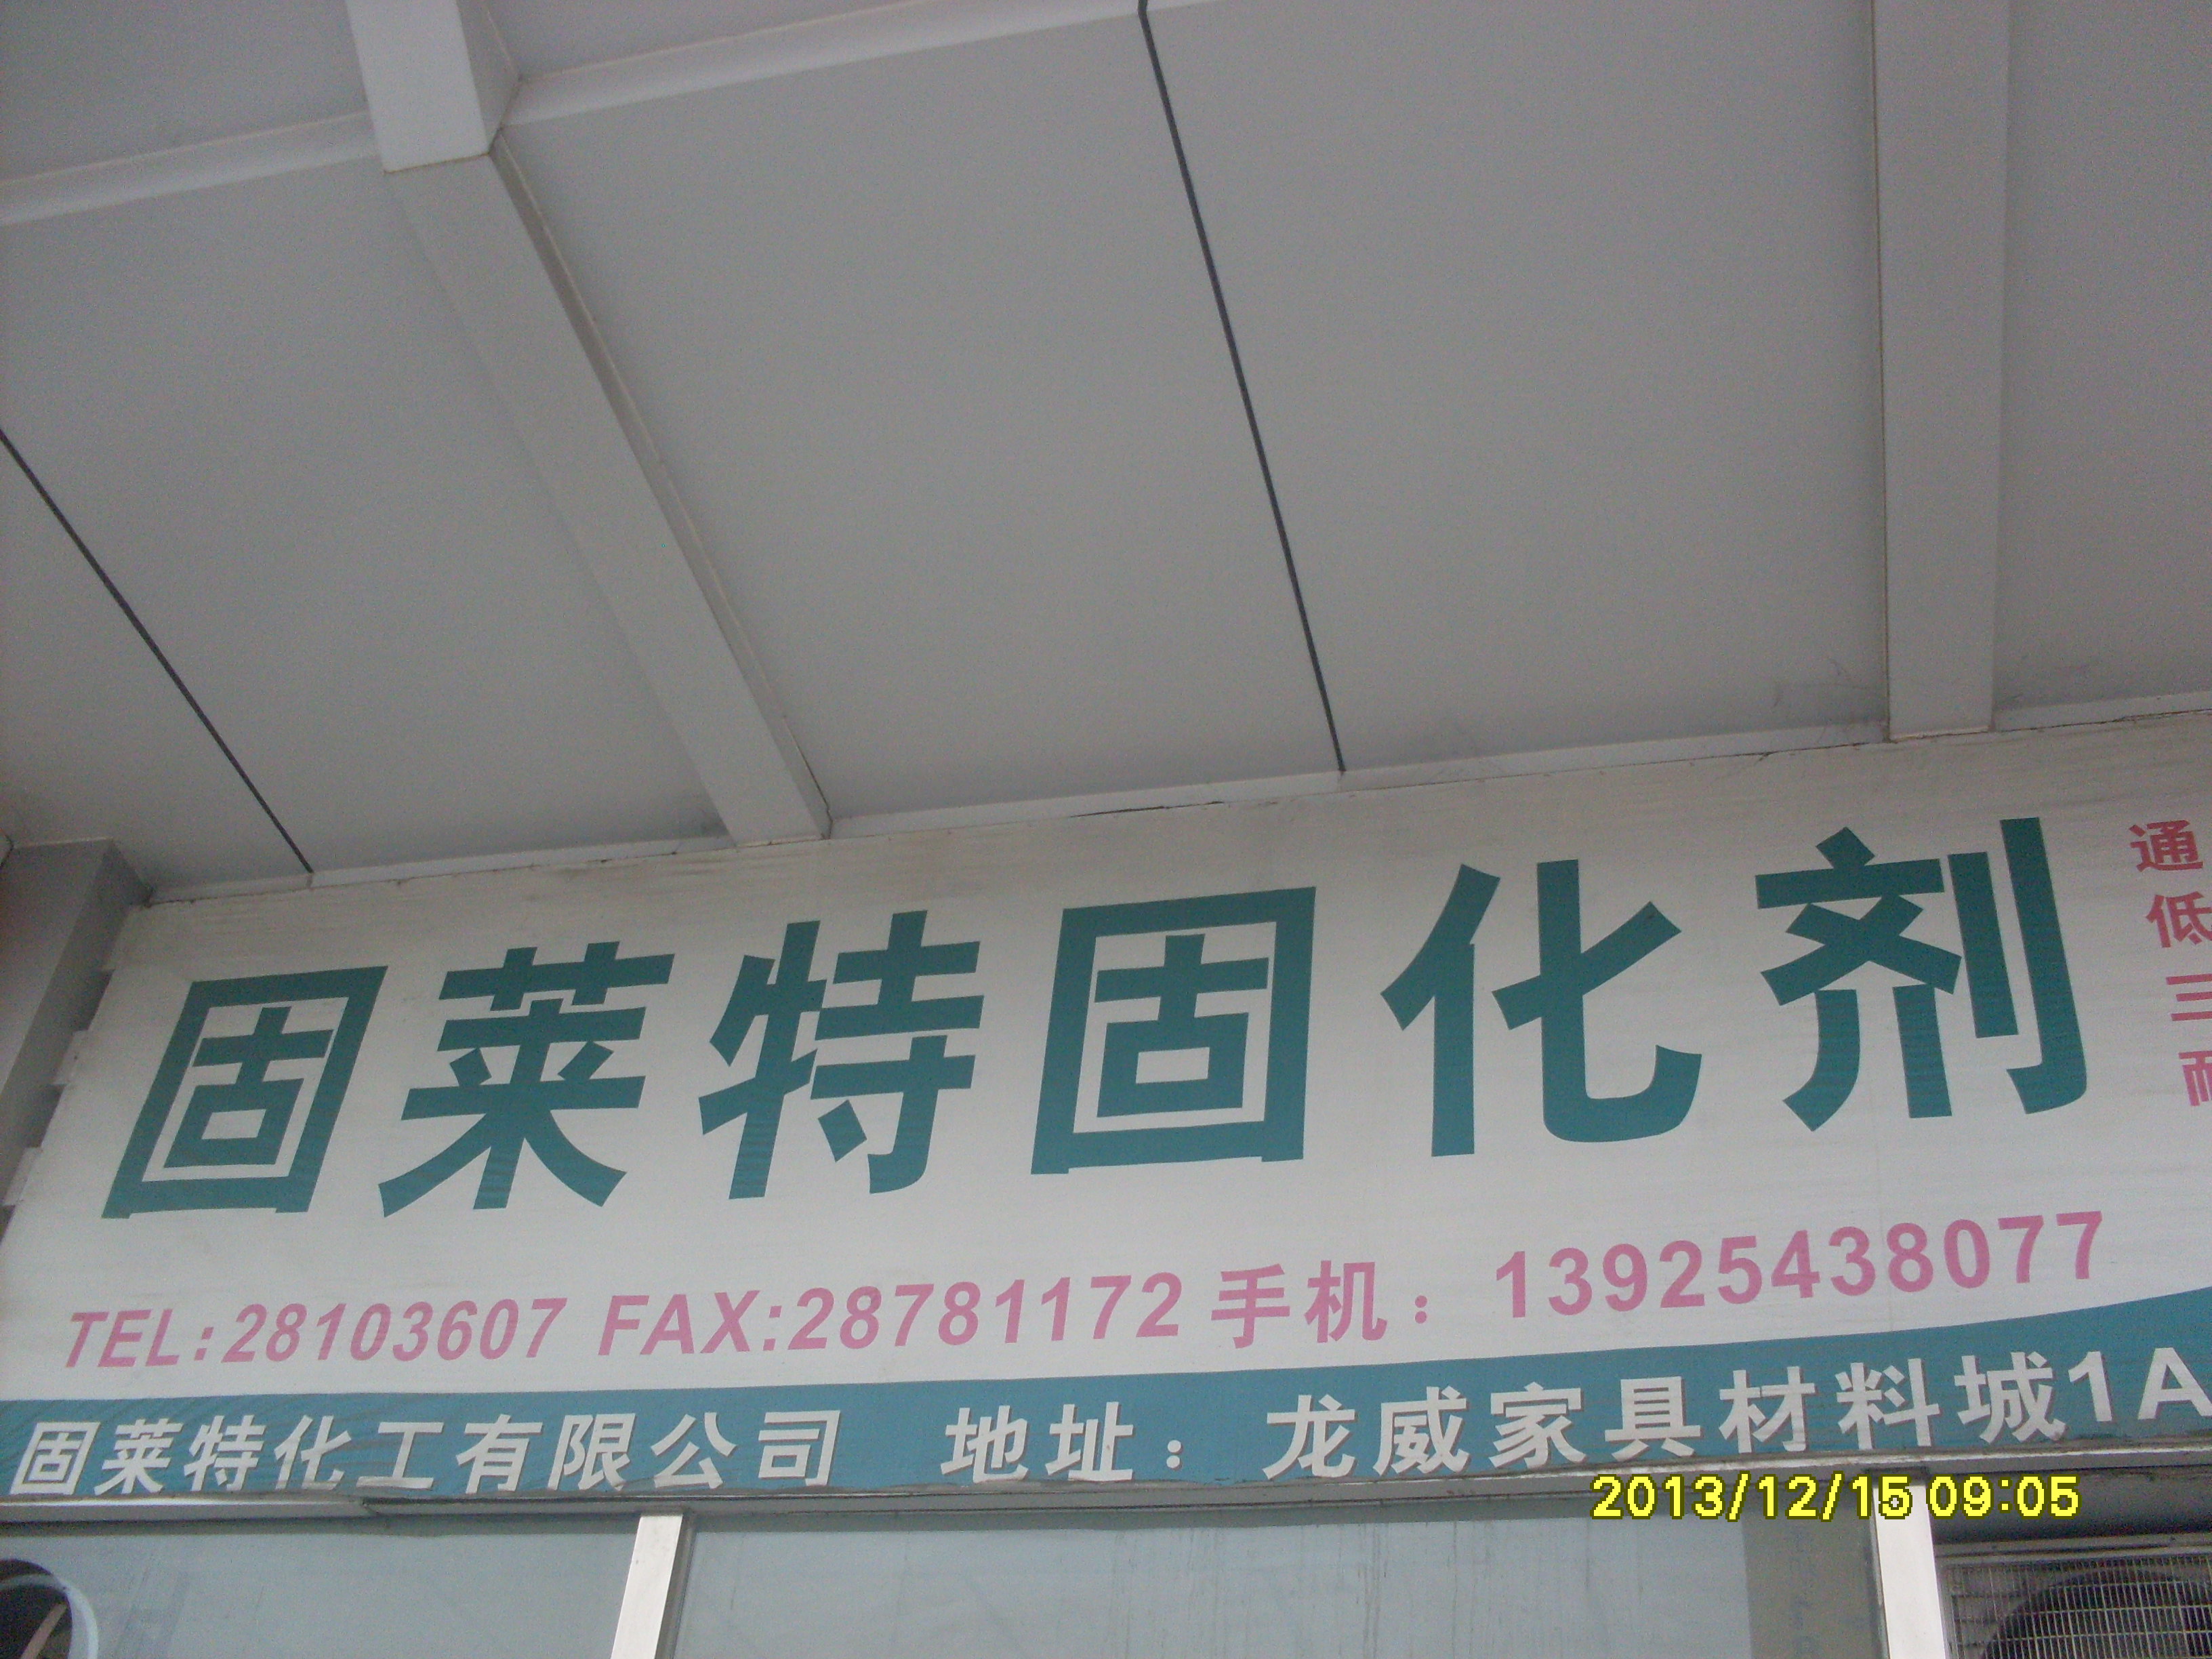 固莱特固化剂
通
低
三
TEL:28103607 FAX:28781172 手机：13925438077
固莱特化工有限公司 地址：龙威家具材料城1A
2013/12/15 09:05